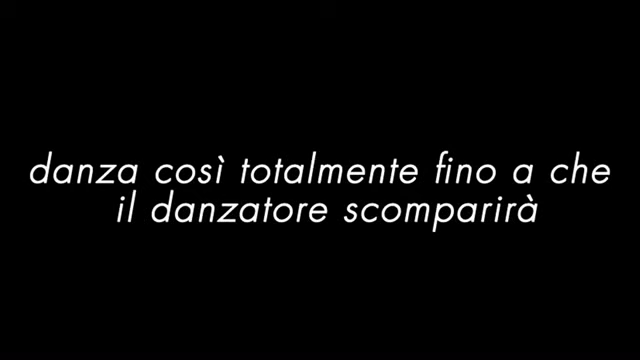 danza così totalmente fino a che
il danzatore scomparirà